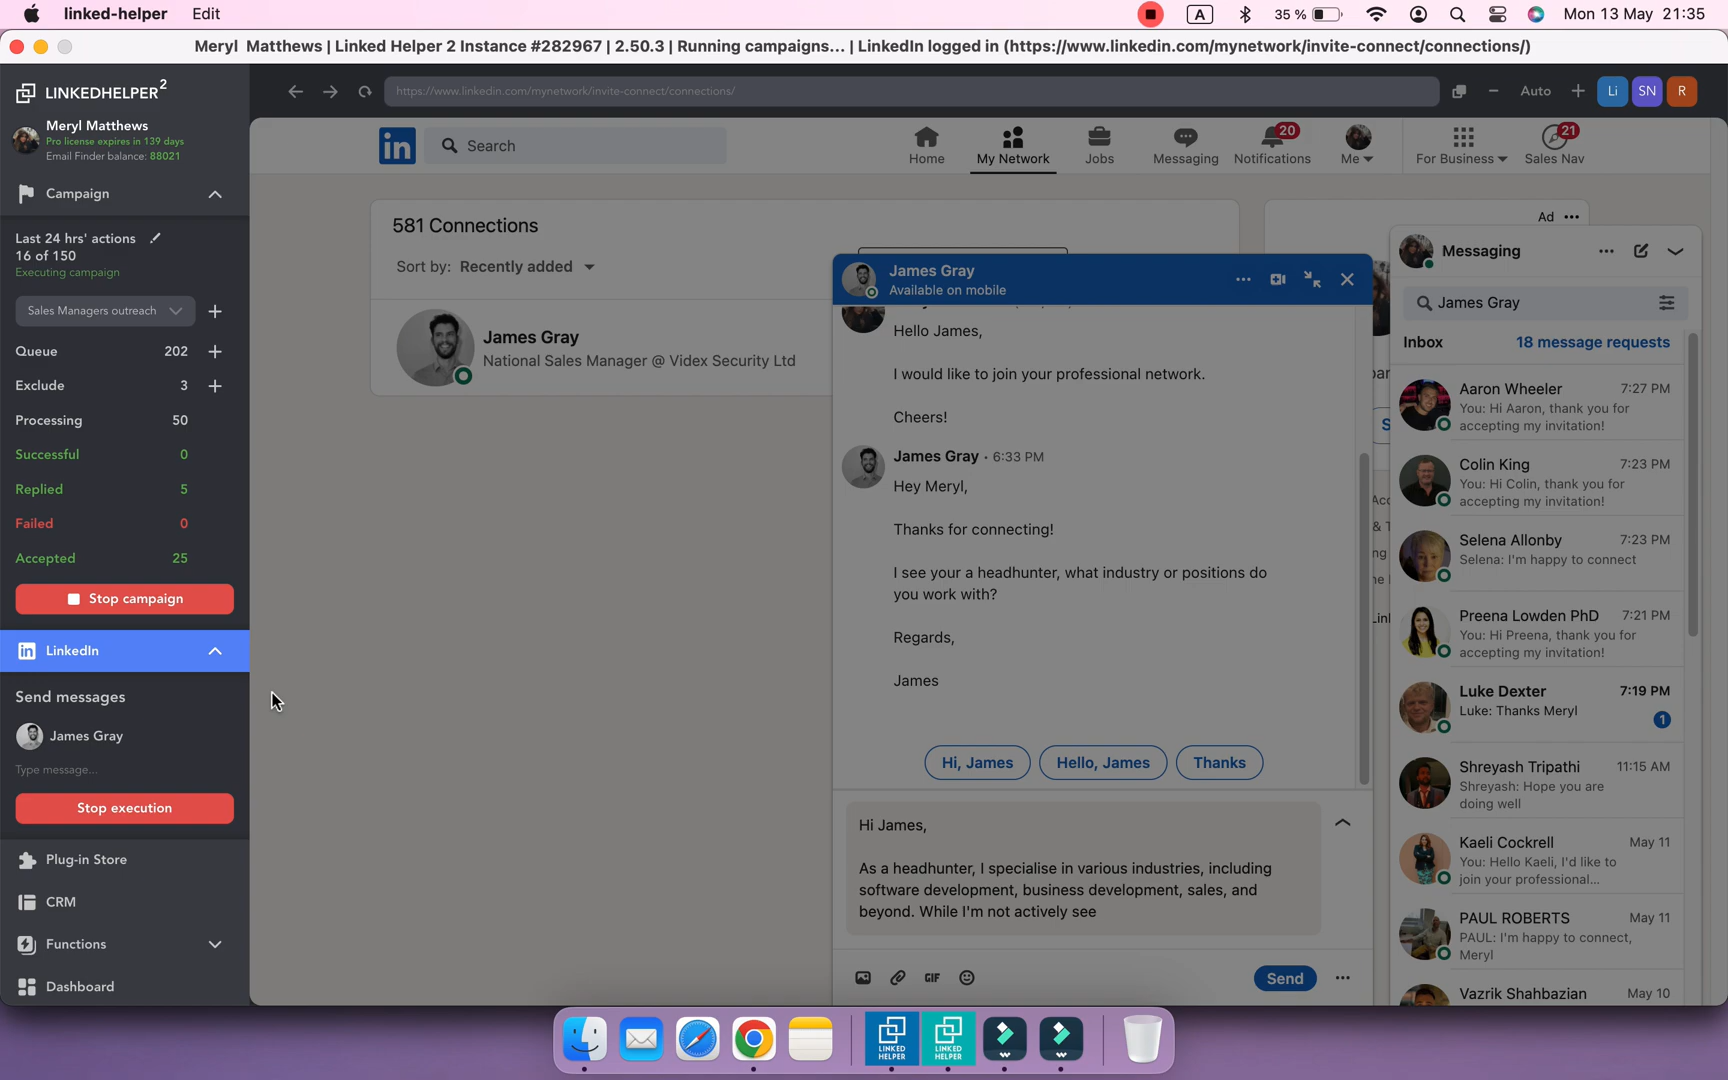 linked-helper Edit
A 35 % Mon 13 May 21:35
Meryl Matthews | Linked Helper 2 Instance #282967 | 2.50.3 | Running campaigns... | LinkedIn logged in (https://www.linkedin.com/mynetwork/invite-connect/connections/)
LINKEDHELPER2
Meryl Matthews
Pro license expires in 139 days
Email Finder balance: 88021
Campaign
Last 24 hrs' actions
16 of 150
Executing campaign
Sales Managers outreach
Queue 202
Exclude 3
Processing 50
Successful 0
Replied 5
Failed 0
Accepted 25
Stop campaign
LinkedIn
Send messages
James Gray
Type message...
Stop execution
Plug-in Store
CRM
Functions
Dashboard
https://www.linkedin.com/mynetwork/invite-connect/connections/
Auto Li SN R
in Search
Home
My Network
Jobs
Messaging
20
Notifications
Me
For Business
21
Sales Nav
581 Connections
Sort by: Recently added
James Gray
National Sales Manager @ Videx Security Ltd
Ad
James Gray
Available on mobile
Hello James,
I would like to join your professional network.
Cheers!
James Gray • 6:33 PM
Hey Meryl,
Thanks for connecting!
I see your a headhunter, what industry or positions do
you work with?
Regards,
James
Hi, James
Hello, James
Thanks
Hi James,
As a headhunter, I specialise in various industries, including
software development, business development, sales, and
beyond. While I'm not actively see
GIF
Send
Messaging
James Gray
Inbox 18 message requests
Aaron Wheeler 7:27 PM
You: Hi Aaron, thank you for
accepting my invitation!
Colin King 7:23 PM
You: Hi Colin, thank you for
accepting my invitation!
Selena Allonby 7:23 PM
Selena: I'm happy to connect
Preena Lowden PhD 7:21 PM
You: Hi Preena, thank you for
accepting my invitation!
Luke Dexter 7:19 PM
Luke: Thanks Meryl
1
Shreyash Tripathi 11:15 AM
Shreyash: Hope you are
doing well
Kaeli Cockrell May 11
You: Hello Kaeli, I'd like to
join your professional...
PAUL ROBERTS May 11
PAUL: I'm happy to connect,
Meryl
Vazrik Shahbazian May 10
LINKED
HELPER
LINKED
HELPER